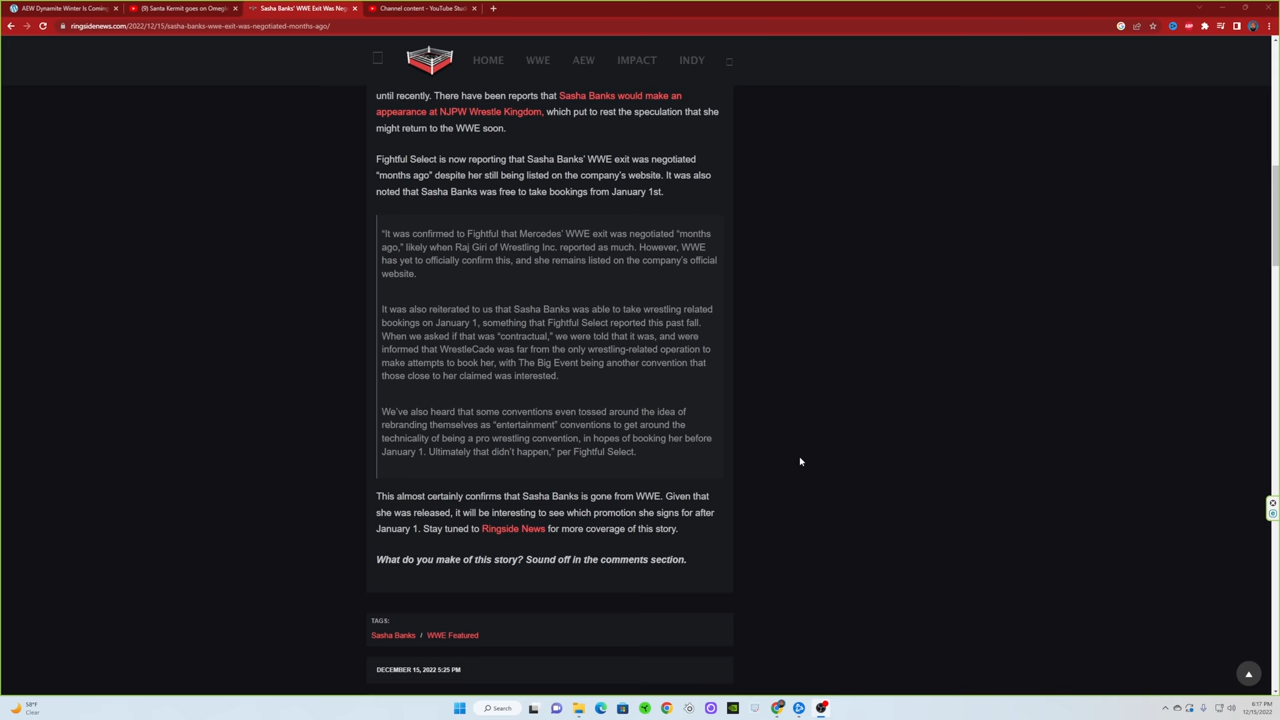 AEW Dynamite Winter Is Coming
(9) Santa Kermit goes on Omegl
Sasha Banks' WWE Exit Was Neg
Channel content - YouTube Stud
ringsidenews.com/2022/12/15/sasha-banks-wwe-exit-was-negotiated-months-ago/
HOME WWE AEW IMPACT INDY
until recently. There have been reports that Sasha Banks would make an
appearance at NJPW Wrestle Kingdom, which put to rest the speculation that she
might return to the WWE soon.
Fightful Select is now reporting that Sasha Banks' WWE exit was negotiated
“months ago” despite her still being listed on the company's website. It was also
noted that Sasha Banks was free to take bookings from January 1st.
“It was confirmed to Fightful that Mercedes' WWE exit was negotiated “months
ago,” likely when Raj Giri of Wrestling Inc. reported as much. However, WWE
has yet to officially confirm this, and she remains listed on the company's official
website.
It was also reiterated to us that Sasha Banks was able to take wrestling related
bookings on January 1, something that Fightful Select reported this past fall.
When we asked if that was “contractual,” we were told that it was, and were
informed that WrestleCade was far from the only wrestling-related operation to
make attempts to book her, with The Big Event being another convention that
those close to her claimed was interested.
We've also heard that some conventions even tossed around the idea of
rebranding themselves as “entertainment” conventions to get around the
technicality of being a pro wrestling convention, in hopes of booking her before
January 1. Ultimately that didn't happen,” per Fightful Select.
This almost certainly confirms that Sasha Banks is gone from WWE. Given that
she was released, it will be interesting to see which promotion she signs for after
January 1. Stay tuned to Ringside News for more coverage of this story.
What do you make of this story? Sound off in the comments section.
TAGS:
Sasha Banks / WWE Featured
DECEMBER 15, 2022 5:25 PM
58°F
Clear
Search
6:17 PM
12/15/2022